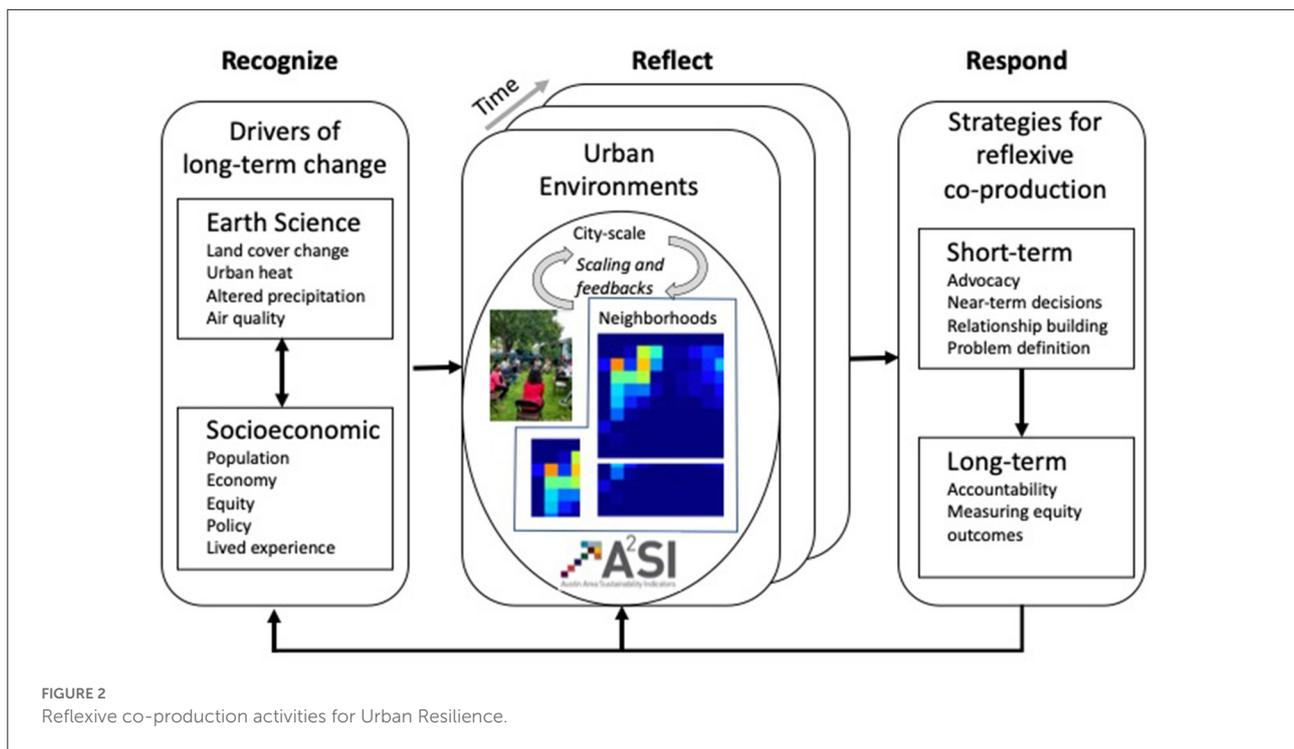 Recognize
Drivers of
long-term change
Earth Science
Land cover change
Urban heat
Altered precipitation
Air quality
Socioeconomic
Population
Economy
Equity
Policy
Lived experience
Reflect
Time
Urban
Environments
City-scale
Scaling and
feedbacks
Neighborhoods
A2SI
Austin Area Sustainability Indicators
Respond
Strategies for
reflexive
co-production
Short-term
Advocacy
Near-term decisions
Relationship building
Problem definition
Long-term
Accountability
Measuring equity
outcomes
FIGURE 2
Reflexive co-production activities for Urban Resilience.